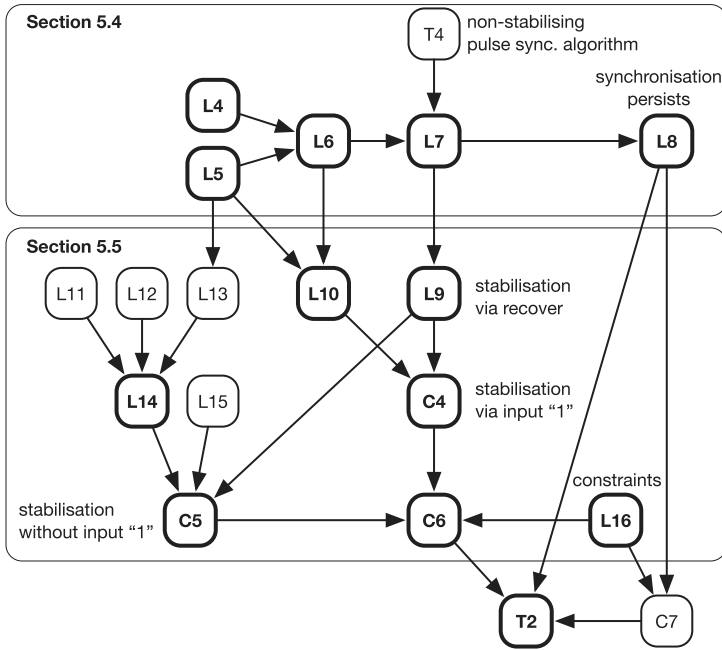 Section 5.4
T4
non-stabilising
pulse sync. algorithm
synchronisation
persists
L4
L6
L7
L8
L5
Section 5.5
L11
L12
L13
L10
L9
stabilisation
via recover
L14
L15
C4
stabilisation
via input “1”
constraints
stabilisation
without input “1”
C5
C6
L16
T2
C7